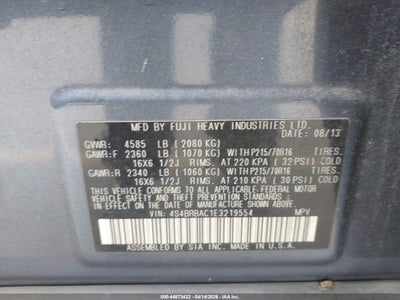 MFD BY FUJI HEAVY INDUSTRIES LTD.
DATE: 08/13
GVWR: 4585 LB (2080 KG)
GAWR:F 2360 LB (1070 KG) WITH P215/70R16 TIRES.
16X6 1/2J RIMS. AT 220 KPA (32 PSI) COLD
GAWR:R 2340 LB (1060 KG) WITH P215/70R16 TIRES.
16X6 1/2J RIMS. AT 210 KPA (30 PSI) COLD
THIS VEHICLE CONFORMS TO ALL APPLICABLE FEDERAL MOTOR
VEHICLE SAFETY BUMPER AND THEFT PREVENTION STANDARDS
IN EFFECT ON THE DATE OF MANUFACTURE SHOWN ABOVE.
VIN: 4S4BRBAC1E3219554 MPV
ASSEMBLED BY SIA INC. IN U.S.A.
000-44873432 - 04/14/2026 - IAAI.COM